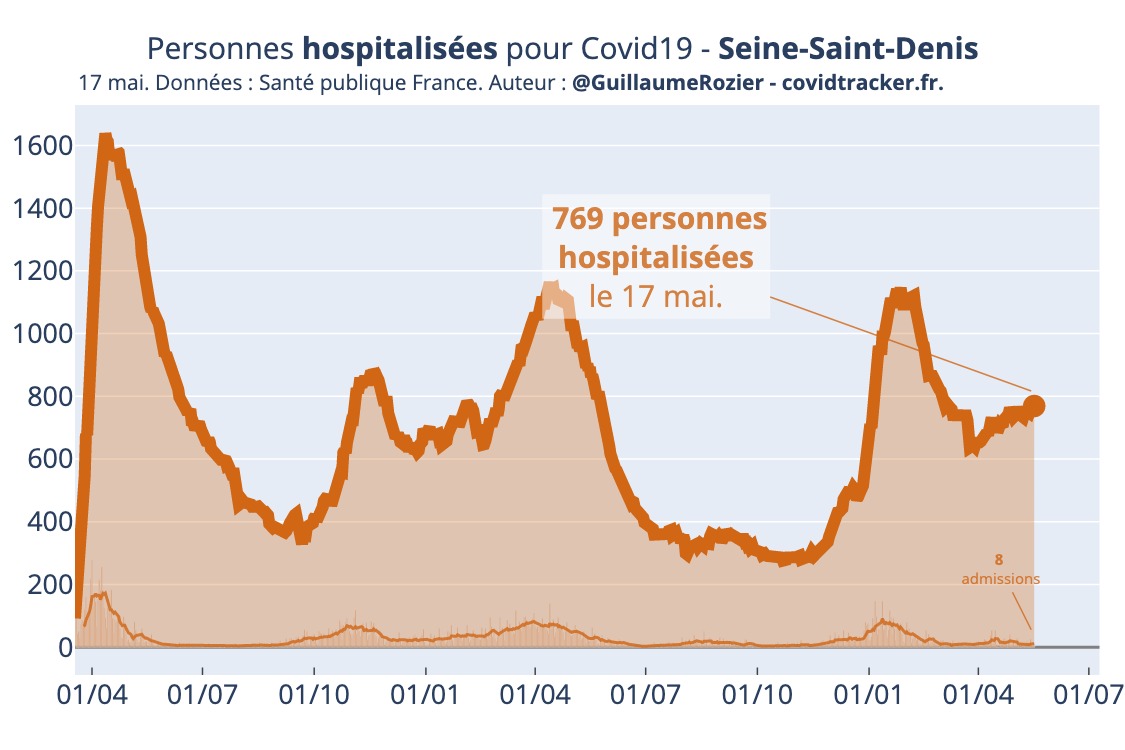 Personnes hospitalisées pour Covid19 - Seine-Saint-Denis
17 mai. Données : Santé publique France. Auteur : @GuillaumeRozier - covidtracker.fr.
1600
1400
1200
1000
800
600
400
200
0
769 personnes
hospitalisées
le 17 mai.
8
admissions
01/04 01/07 01/10 01/01 01/04 01/07 01/10 01/01 01/04 01/07